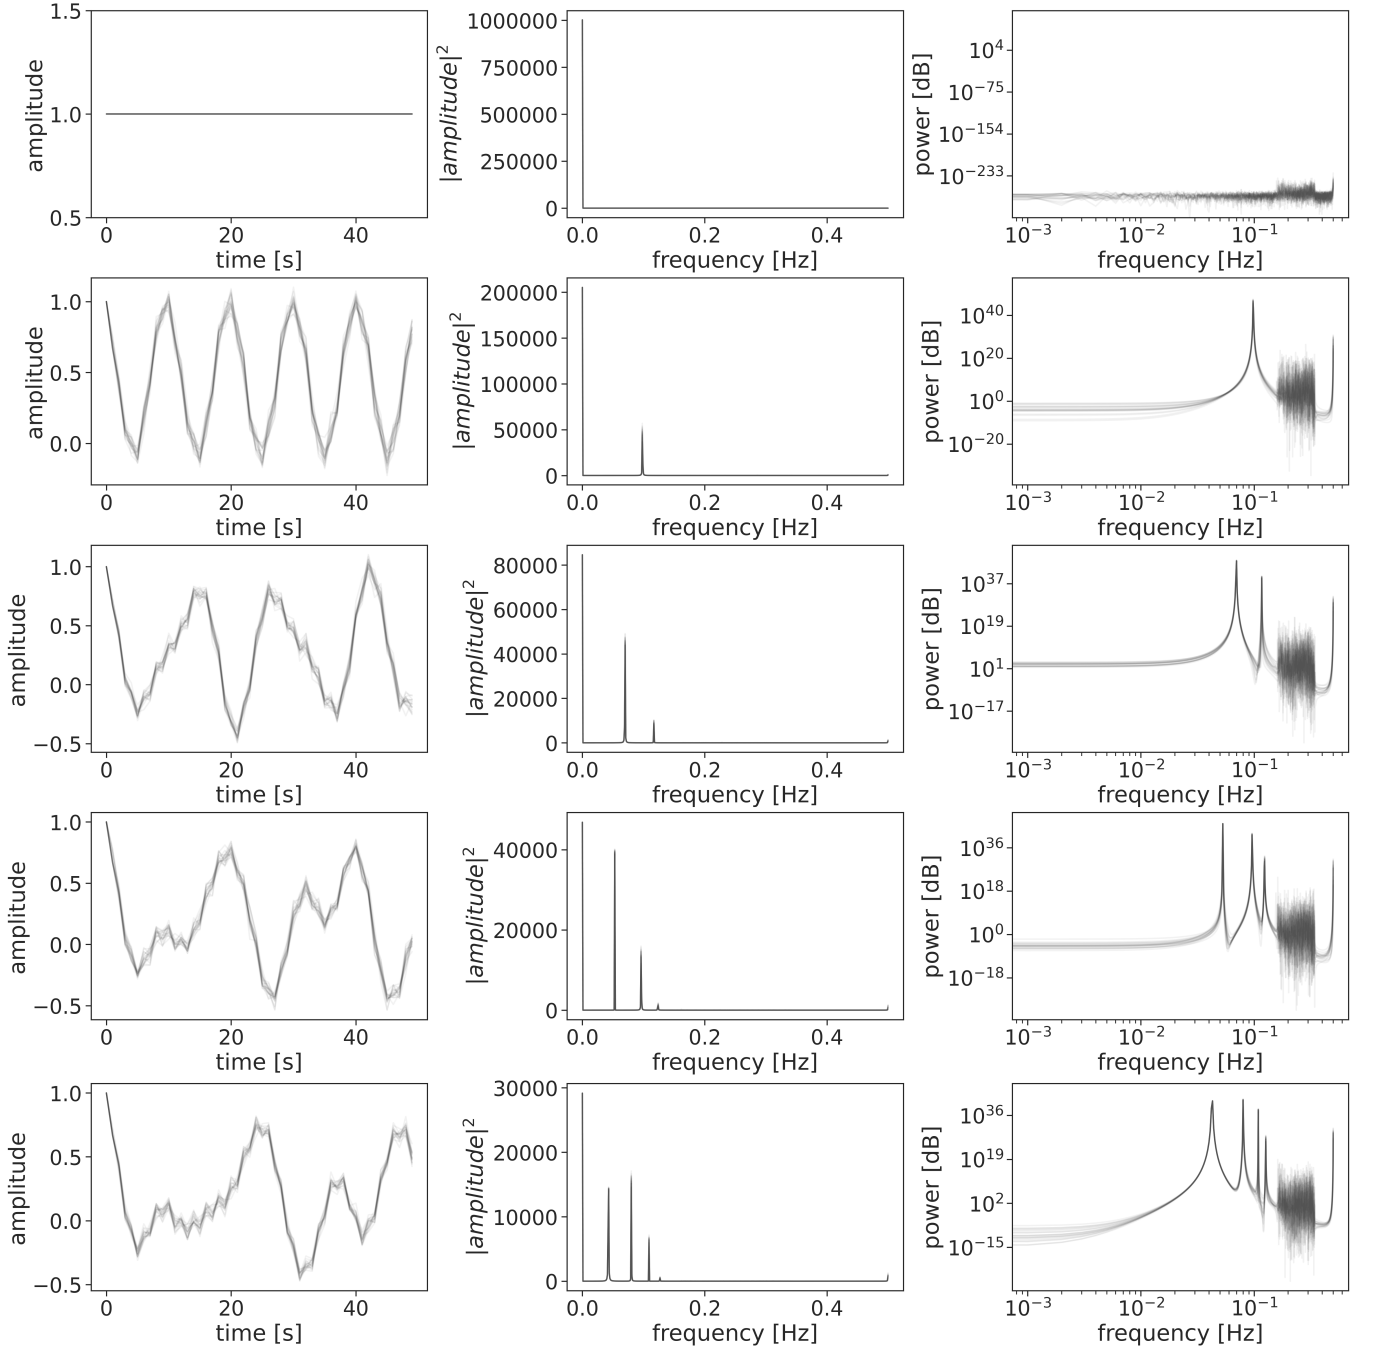 1.5
1.0
0.5
amplitude
0 20 40
time [s]
1000000
750000
500000
250000
0
|amplitude|²
0.0 0.2 0.4
frequency [Hz]
10⁴
10⁻⁷⁵
10⁻¹⁵⁴
10⁻²³³
power [dB]
10⁻³ 10⁻² 10⁻¹
frequency [Hz]
1.0
0.5
0.0
amplitude
0 20 40
time [s]
200000
150000
100000
50000
0
|amplitude|²
0.0 0.2 0.4
frequency [Hz]
10⁴⁰
10²⁰
10⁰
10⁻²⁰
power [dB]
10⁻³ 10⁻² 10⁻¹
frequency [Hz]
1.0
0.5
0.0
−0.5
amplitude
0 20 40
time [s]
80000
60000
40000
20000
0
|amplitude|²
0.0 0.2 0.4
frequency [Hz]
10³⁷
10¹⁹
10¹
10⁻¹⁷
power [dB]
10⁻³ 10⁻² 10⁻¹
frequency [Hz]
1.0
0.5
0.0
−0.5
amplitude
0 20 40
time [s]
40000
20000
0
|amplitude|²
0.0 0.2 0.4
frequency [Hz]
10³⁶
10¹⁸
10⁰
10⁻¹⁸
power [dB]
10⁻³ 10⁻² 10⁻¹
frequency [Hz]
1.0
0.5
0.0
−0.5
amplitude
0 20 40
time [s]
30000
20000
10000
0
|amplitude|²
0.0 0.2 0.4
frequency [Hz]
10³⁶
10¹⁹
10²
10⁻¹⁵
power [dB]
10⁻³ 10⁻² 10⁻¹
frequency [Hz]